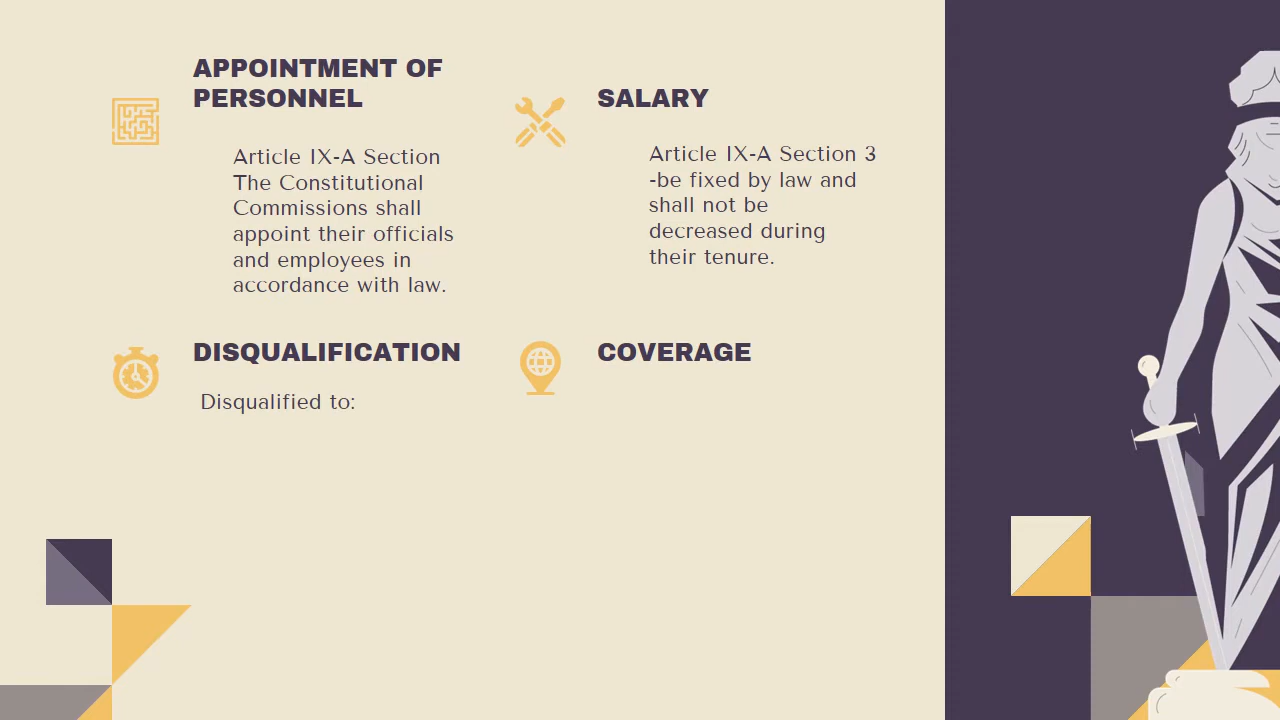 APPOINTMENT OF
PERSONNEL
Article IX-A Section
The Constitutional
Commissions shall
appoint their officials
and employees in
accordance with law.
SALARY
Article IX-A Section 3
-be fixed by law and
shall not be
decreased during
their tenure.
DISQUALIFICATION
Disqualified to:
COVERAGE